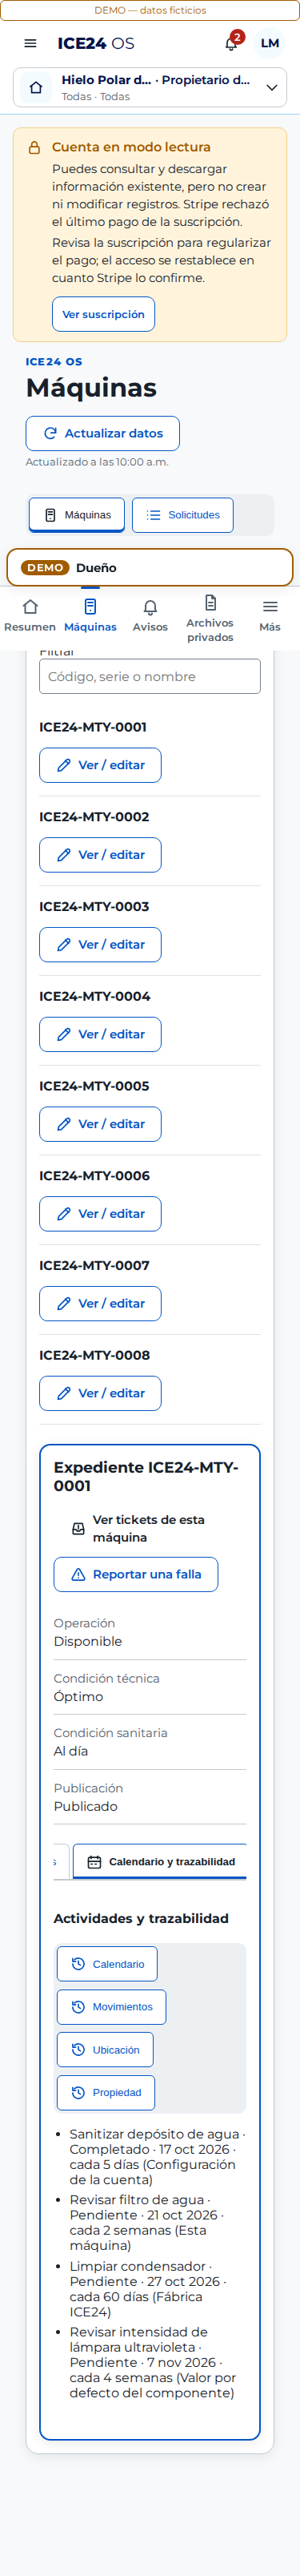 DEMO — datos ficticios
ICE24 OS
2
LM
Hielo Polar d... · Propietario d...
Todas · Todas
Cuenta en modo lectura
Puedes consultar y descargar
información existente, pero no crear
ni modificar registros. Stripe rechazó
el último pago de la suscripción.
Revisa la suscripción para regularizar
el pago; el acceso se restablece en
cuanto Stripe lo confirme.
Ver suscripción
ICE24 OS
Máquinas
Actualizar datos
Actualizado a las 10:00 a.m.
Máquinas
Solicitudes
DEMO Dueño
Resumen
Máquinas
Avisos
Archivos
privados
Más
Filtrar
Código, serie o nombre
ICE24-MTY-0001
Ver / editar
ICE24-MTY-0002
Ver / editar
ICE24-MTY-0003
Ver / editar
ICE24-MTY-0004
Ver / editar
ICE24-MTY-0005
Ver / editar
ICE24-MTY-0006
Ver / editar
ICE24-MTY-0007
Ver / editar
ICE24-MTY-0008
Ver / editar
Expediente ICE24-MTY-
0001
Ver tickets de esta
máquina
Reportar una falla
Operación
Disponible
Condición técnica
Óptimo
Condición sanitaria
Al día
Publicación
Publicado
s
Calendario y trazabilidad
Actividades y trazabilidad
Calendario
Movimientos
Ubicación
Propiedad
• Sanitizar depósito de agua ·
Completado · 17 oct 2026 ·
cada 5 días (Configuración
de la cuenta)
• Revisar filtro de agua ·
Pendiente · 21 oct 2026 ·
cada 2 semanas (Esta
máquina)
• Limpiar condensador ·
Pendiente · 27 oct 2026 ·
cada 60 días (Fábrica
ICE24)
• Revisar intensidad de
lámpara ultravioleta ·
Pendiente · 7 nov 2026 ·
cada 4 semanas (Valor por
defecto del componente)